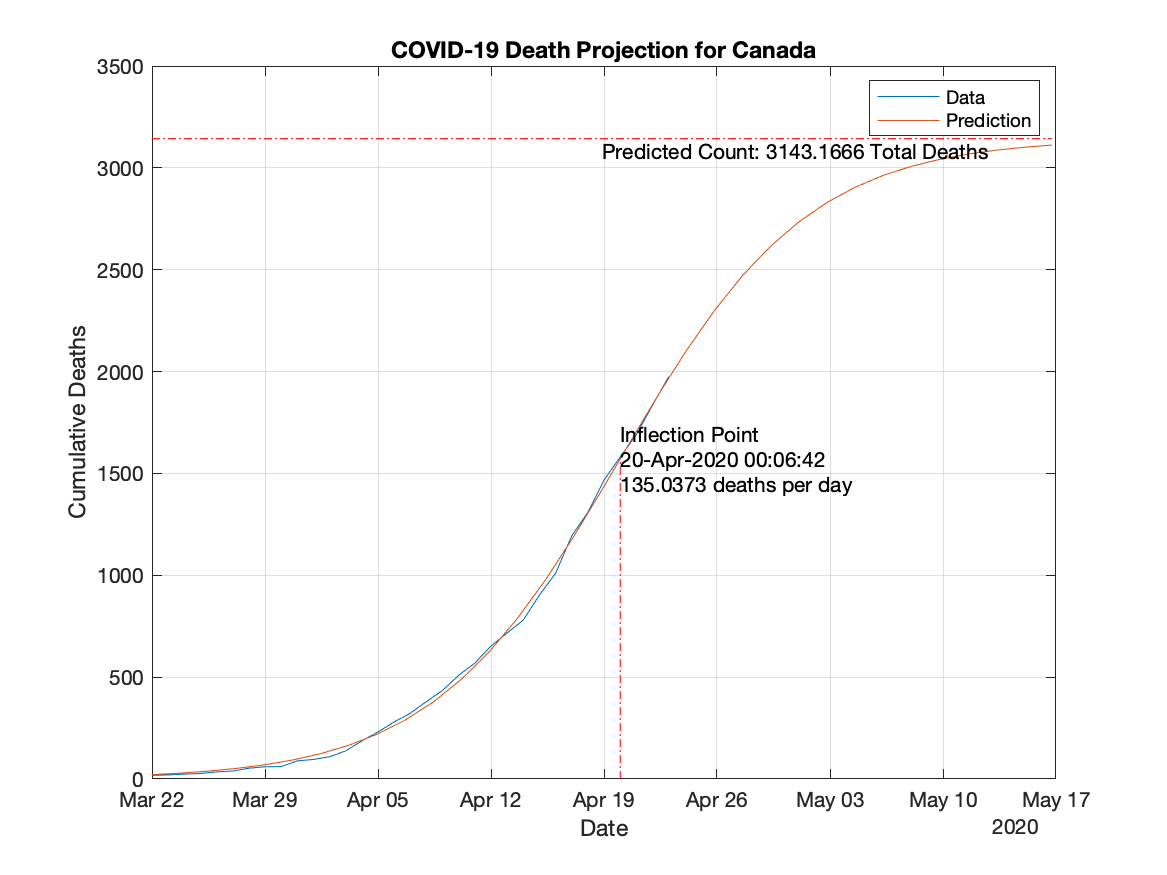 COVID-19 Death Projection for Canada
3500
3000
2500
2000
1500
1000
500
0
Cumulative Deaths
Data
Prediction
Predicted Count: 3143.1666 Total Deaths
Inflection Point
20-Apr-2020 00:06:42
135.0373 deaths per day
Mar 22
Mar 29
Apr 05
Apr 12
Apr 19
Apr 26
May 03
May 10
May 17
Date
2020